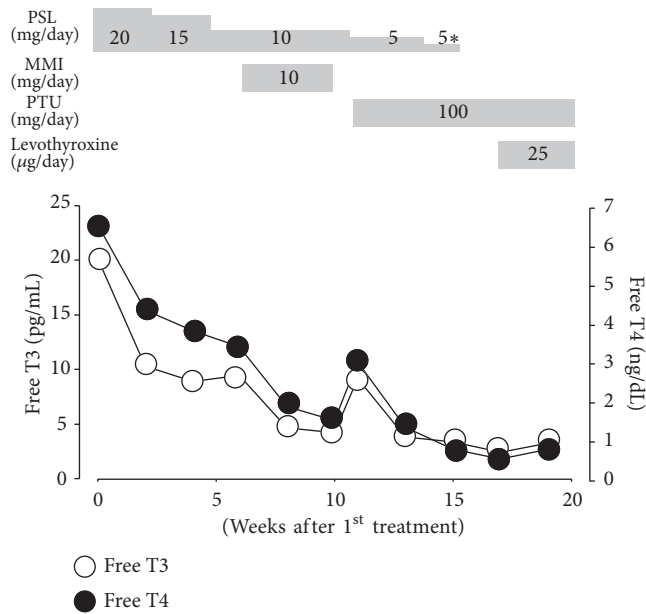 PSL
(mg/day)
20 15 10 5 5*
MMI
(mg/day)
10
PTU
(mg/day)
100
Levothyroxine
(μg/day)
25
25 7
20 6
15 5
10 4
5 3
0 2
1
0
Free T3 (pg/mL)
Free T4 (ng/dL)
0 5 10 15 20
(Weeks after 1st treatment)
Free T3
Free T4